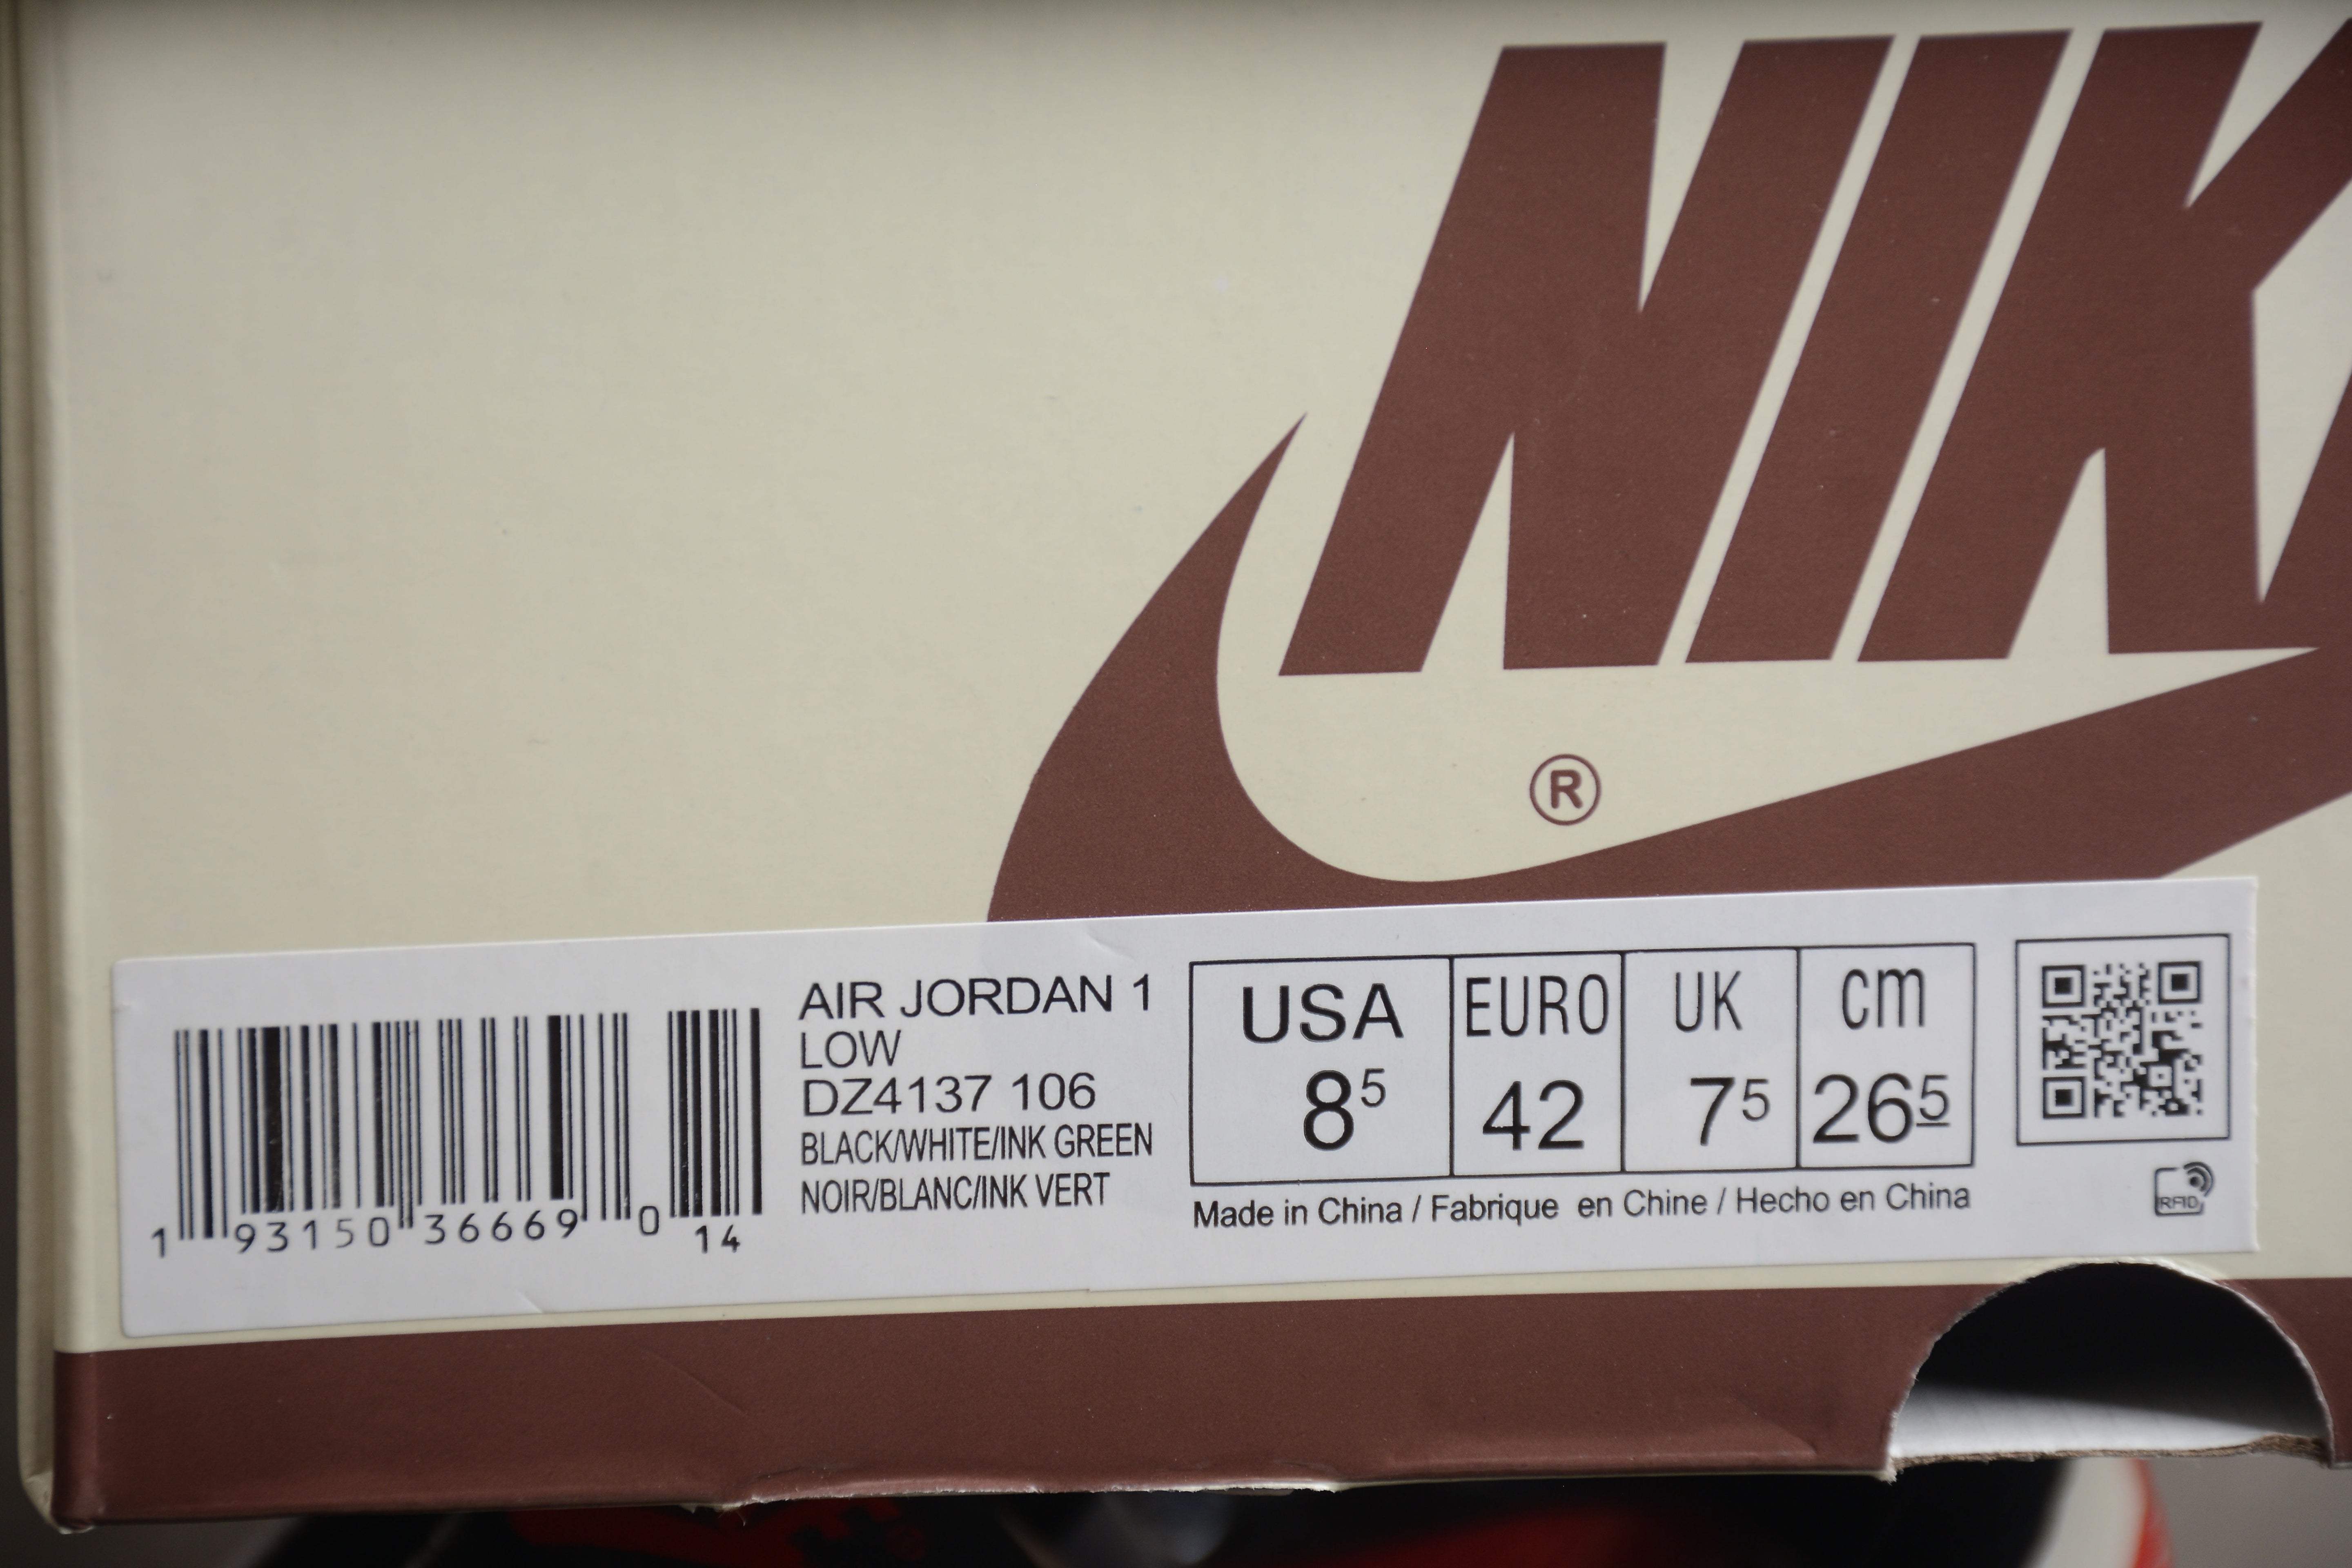 NIK
®
AIR JORDAN 1
LOW
DZ4137 106
BLACK/WHITE/INK GREEN
NOIR/BLANC/INK VERT
1 93150 36669 0 14
USA EURO UK cm
8⁵ 42 7⁵ 26⁵
Made in China / Fabrique en Chine / Hecho en China
RFID